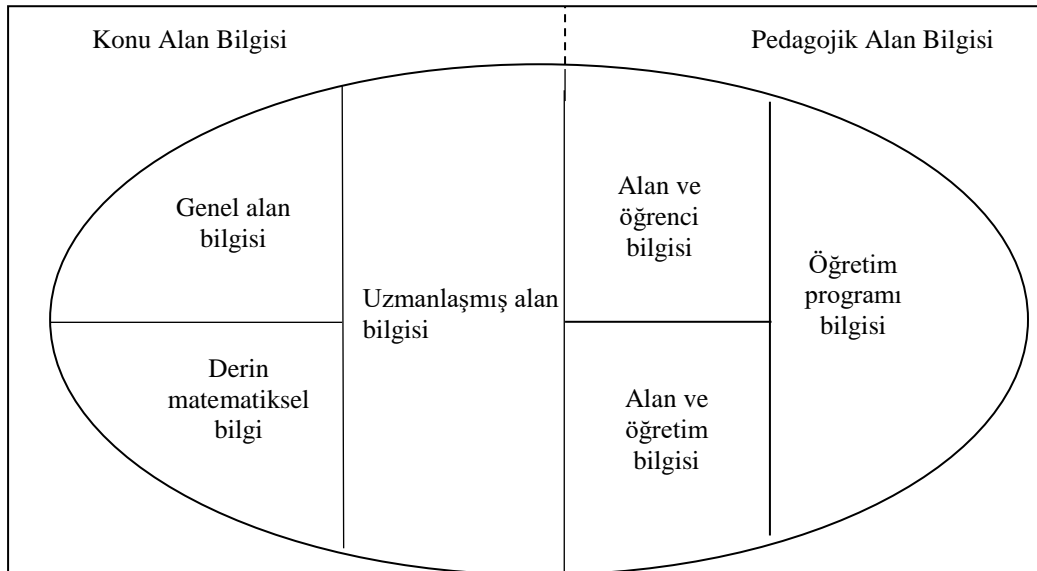 Konu Alan Bilgisi
Pedagojik Alan Bilgisi
Genel alan
bilgisi
Derin
matematiksel
bilgi
Uzmanlaşmış alan
bilgisi
Alan ve
öğrenci
bilgisi
Alan ve
öğretim
bilgisi
Öğretim
programı
bilgisi